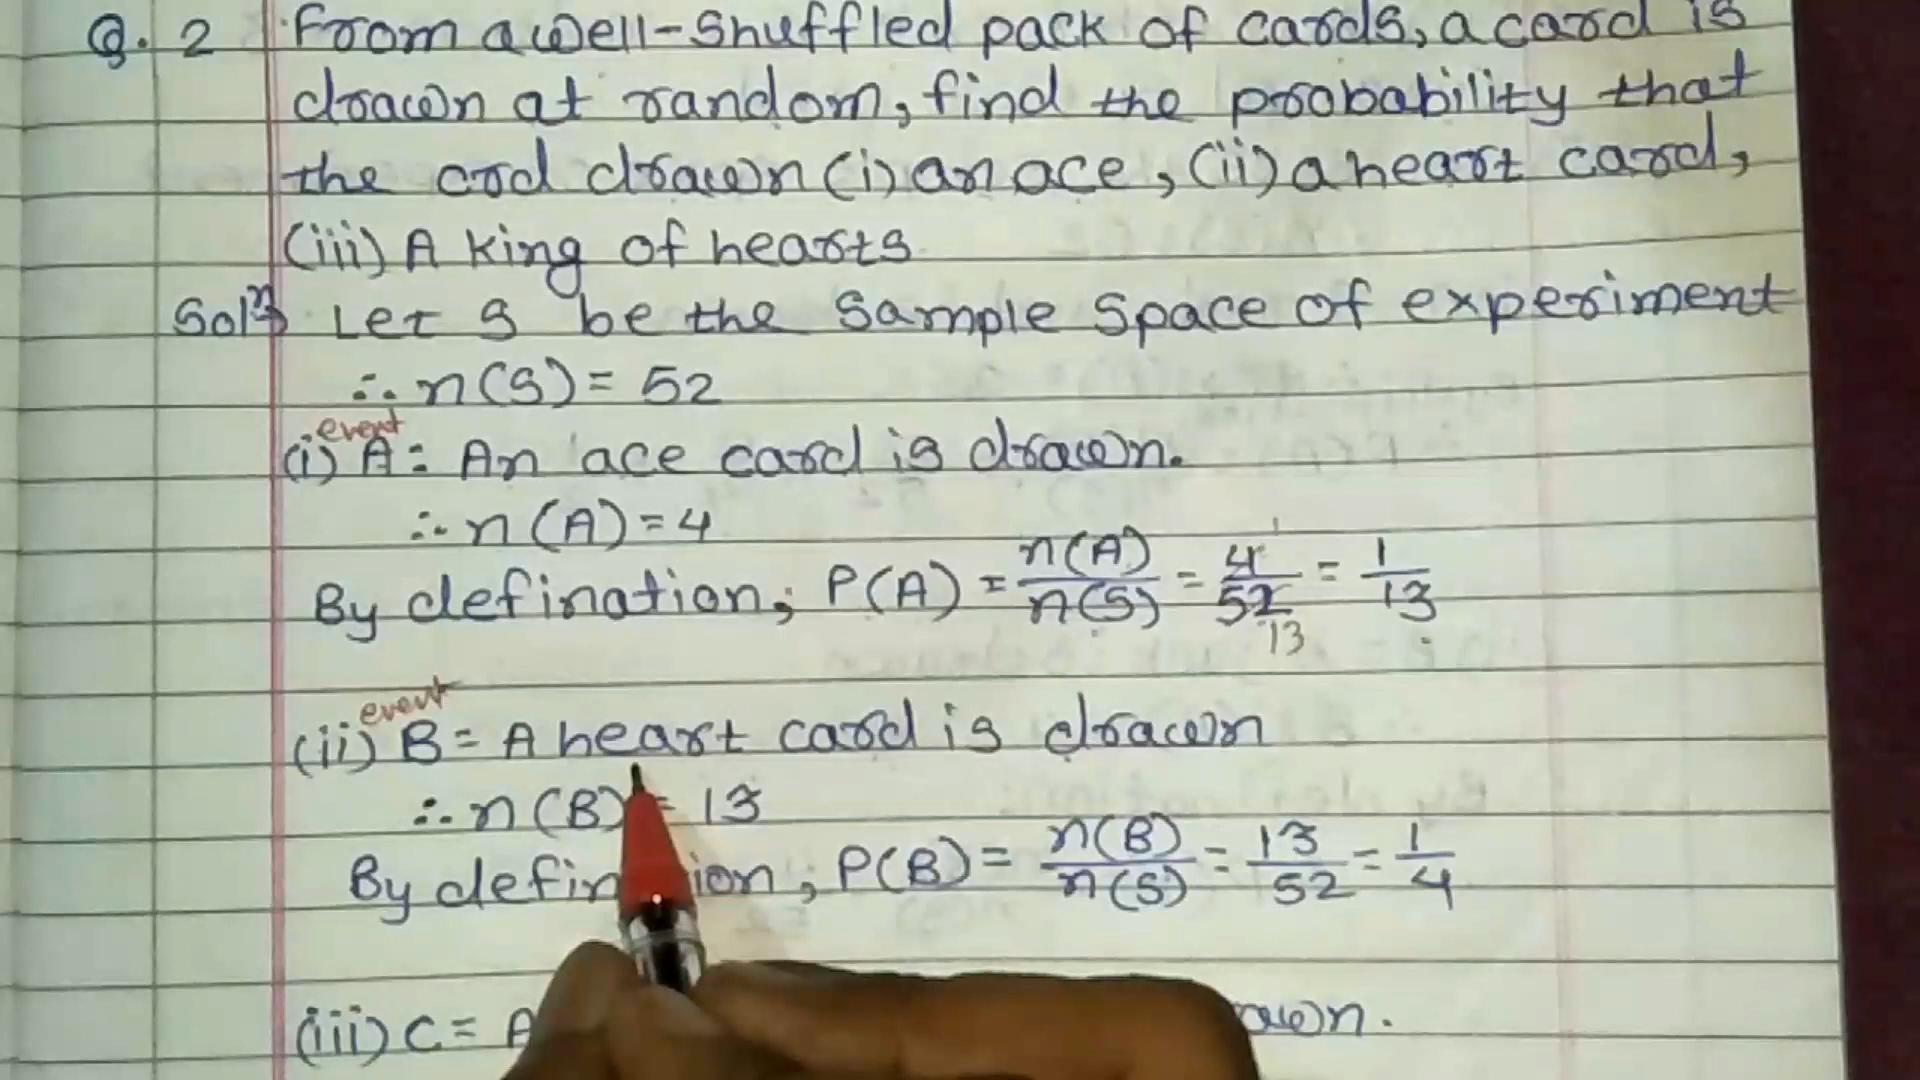 Q. 2 From a well-shuffled pack of cards, a card is
drawn at random, find the probability that
the crd drawn (i) an ace, (ii) a heart card,
(iii) A king of hearts
Solⁿ Let S be the Sample Space of experiment
∴ n(S) = 52
event
(i) A: An ace card is drawn.
∴ n(A) = 4
By defination, P(A) = n(A)/n(S) = 4/52 = 1/13
1
13
event
(ii) B = A heart card is drawn
∴ n(B) = 13
By defin ion, P(B) = n(B)/n(S) = 13/52 = 1/4
(iii) C = A